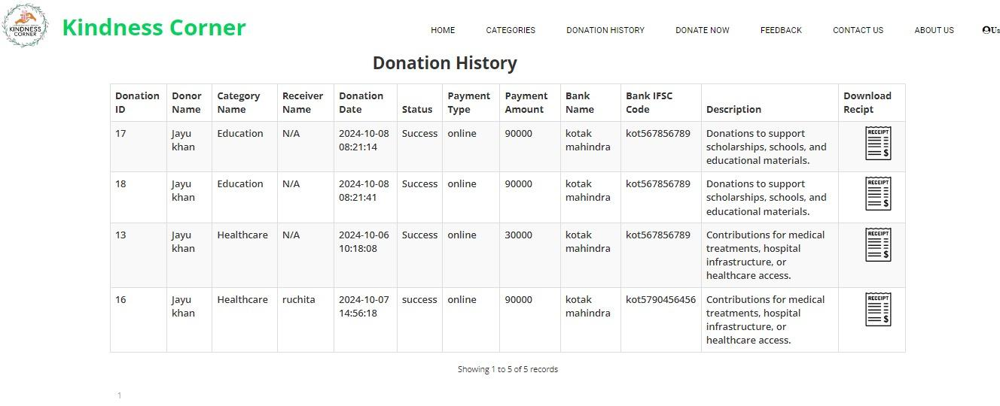 KINDNESS
CORNER
Kindness Corner
HOME CATEGORIES DONATION HISTORY DONATE NOW FEEDBACK CONTACT US ABOUT US Us
Donation History
Donation Donor Category Receiver Donation Payment Payment Bank Bank IFSC Download
ID Name Name Name Date Status Type Amount Name Code Description Recipt
17 Jayu Education N/A 2024-10-08 Success online 90000 kotak kot567856789 Donations to support RECEIPT
khan 08:21:14 mahindra scholarships, schools, and $
educational materials.
18 Jayu Education N/A 2024-10-08 Success online 90000 kotak kot567856789 Donations to support RECEIPT
khan 08:21:41 mahindra scholarships, schools, and $
educational materials.
13 Jayu Healthcare N/A 2024-10-06 Success online 30000 kotak kot567856789 Contributions for medical RECEIPT
khan 10:18:08 mahindra treatments, hospital $
infrastructure, or
healthcare access.
16 Jayu Healthcare ruchita 2024-10-07 success online 90000 kotak kot5790456456 Contributions for medical RECEIPT
khan 14:56:18 mahindra treatments, hospital $
infrastructure, or
healthcare access.
Showing 1 to 5 of 5 records
1